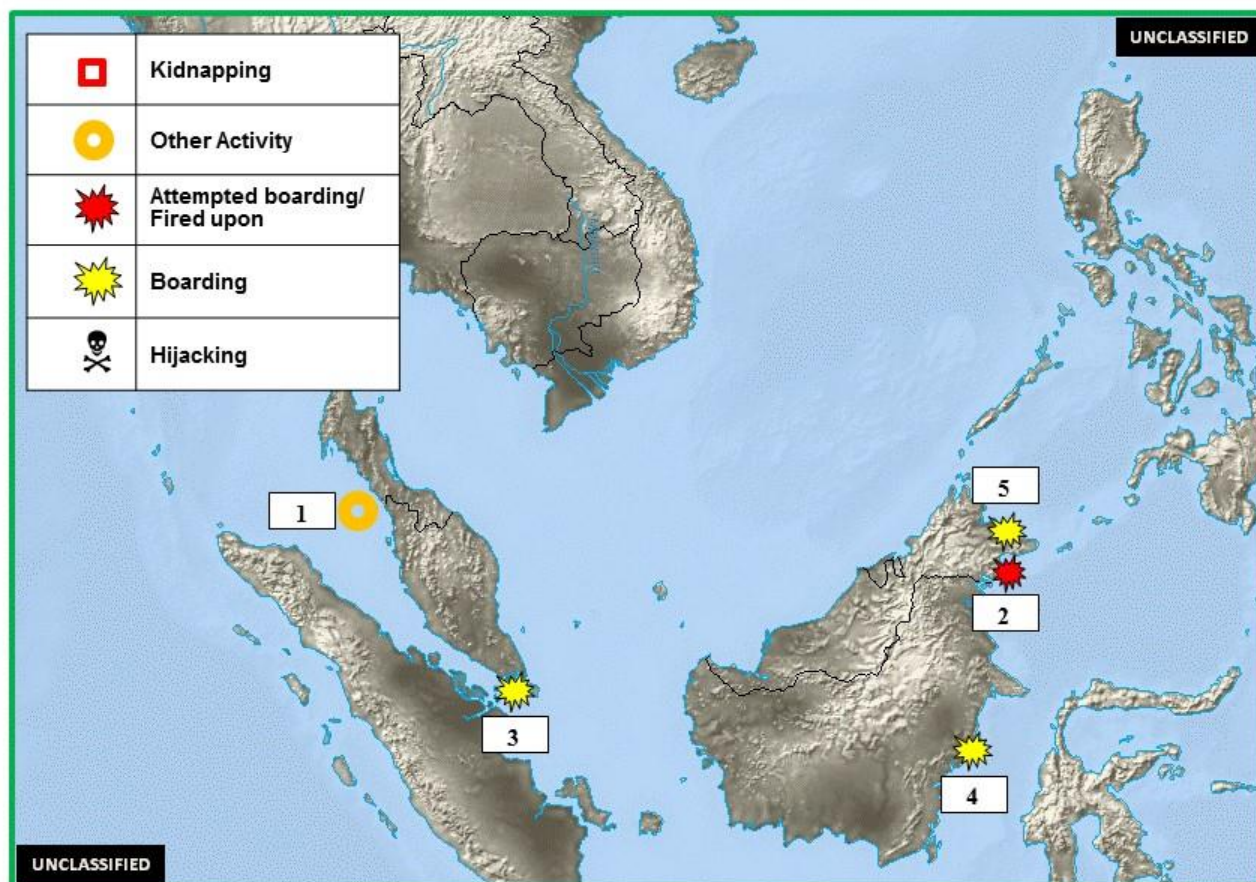 UNCLASSIFIED
Kidnapping
Other Activity
Attempted boarding/
Fired upon
Boarding
Hijacking
5
1
2
3
4
UNCLASSIFIED